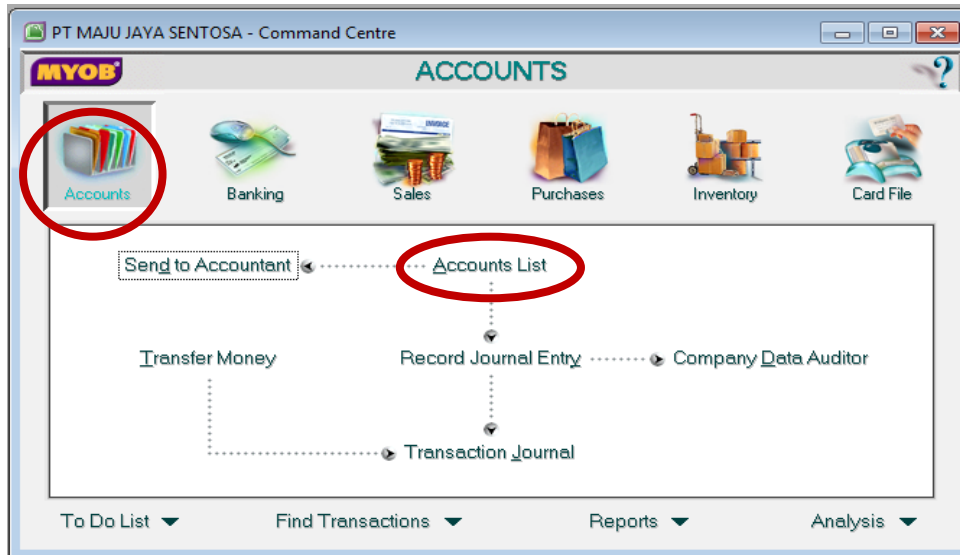 PT MAJU JAYA SENTOSA - Command Centre
MYOB ACCOUNTS ?
INVOICE
Accounts Banking Sales Purchases Inventory Card File
Send to Accountant Accounts List
Transfer Money Record Journal Entry Company Data Auditor
Transaction Journal
To Do List Find Transactions Reports Analysis